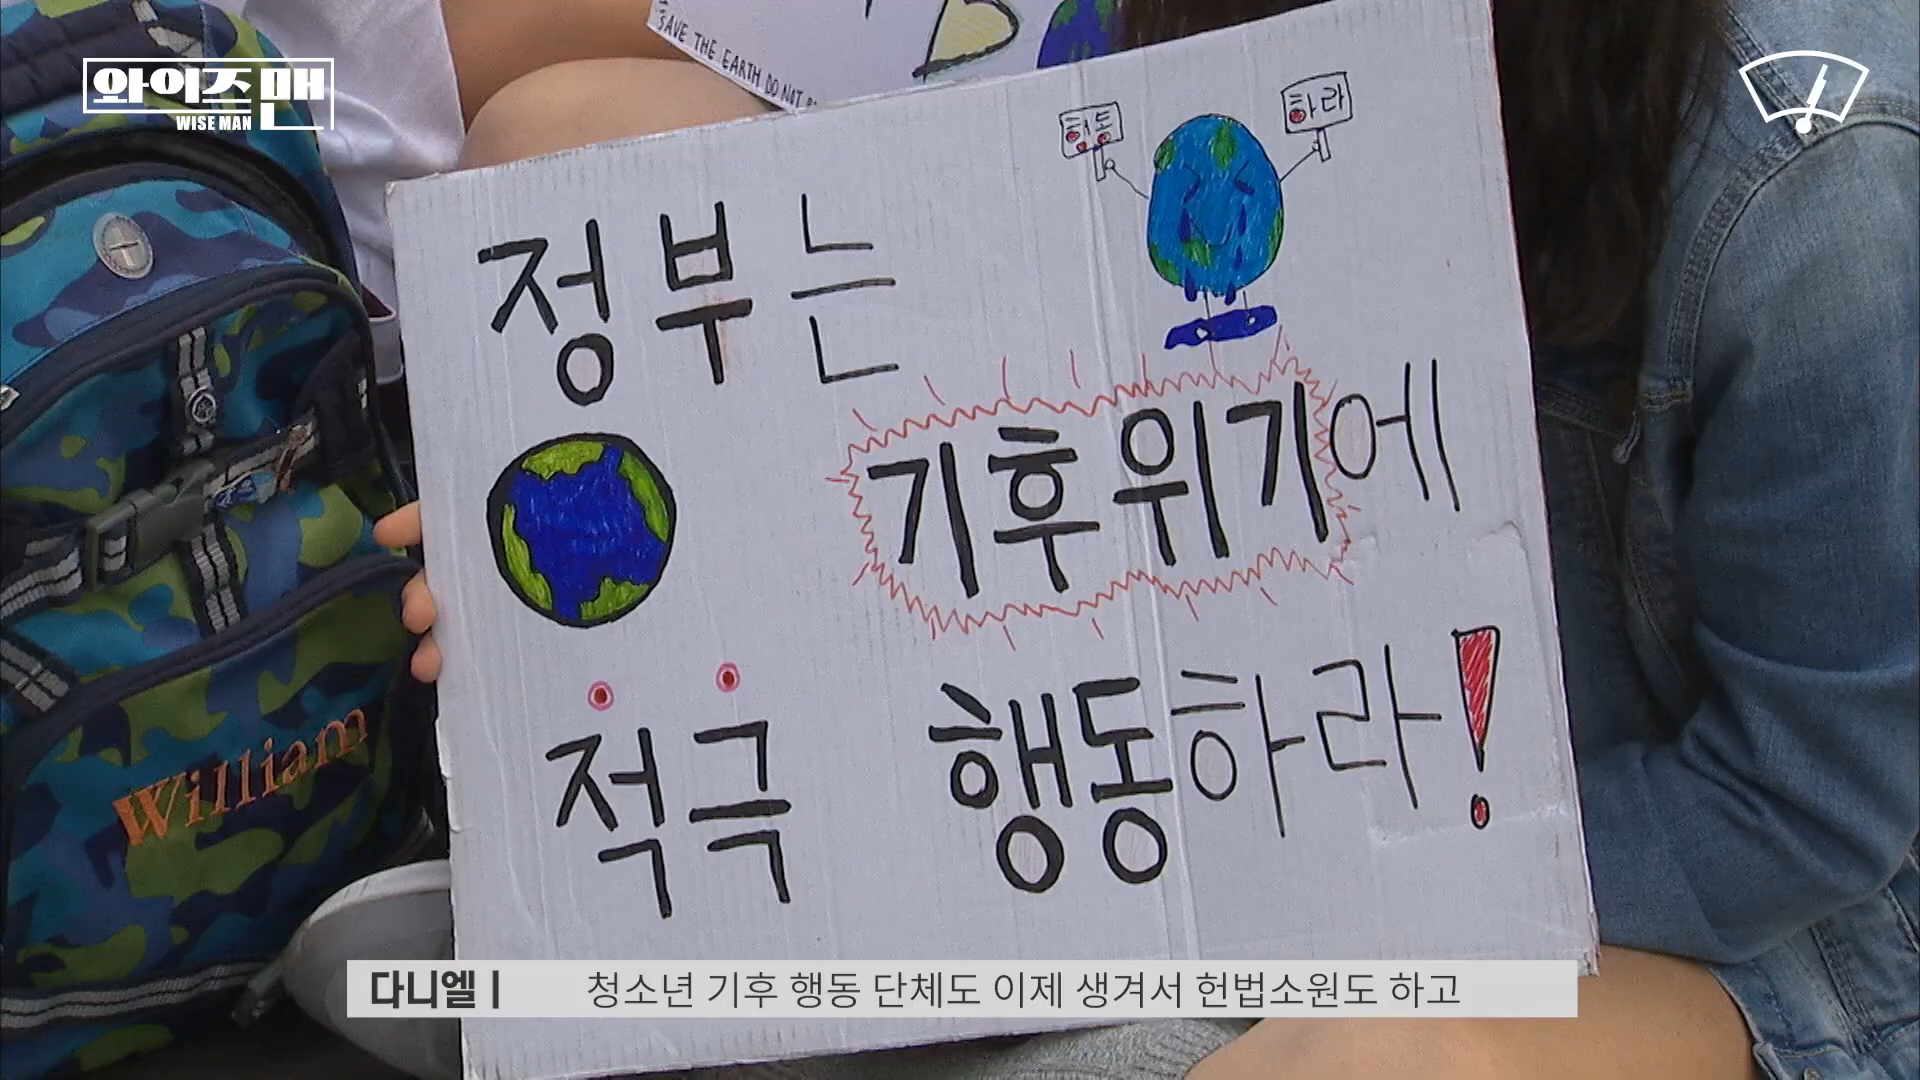 와이즈맨
WISE MAN
SAVE THE EARTH DO NOT
행동
하라
정부는
기후위기에
적극 행동하라!
William
다니엘 | 청소년 기후 행동 단체도 이제 생겨서 헌법소원도 하고